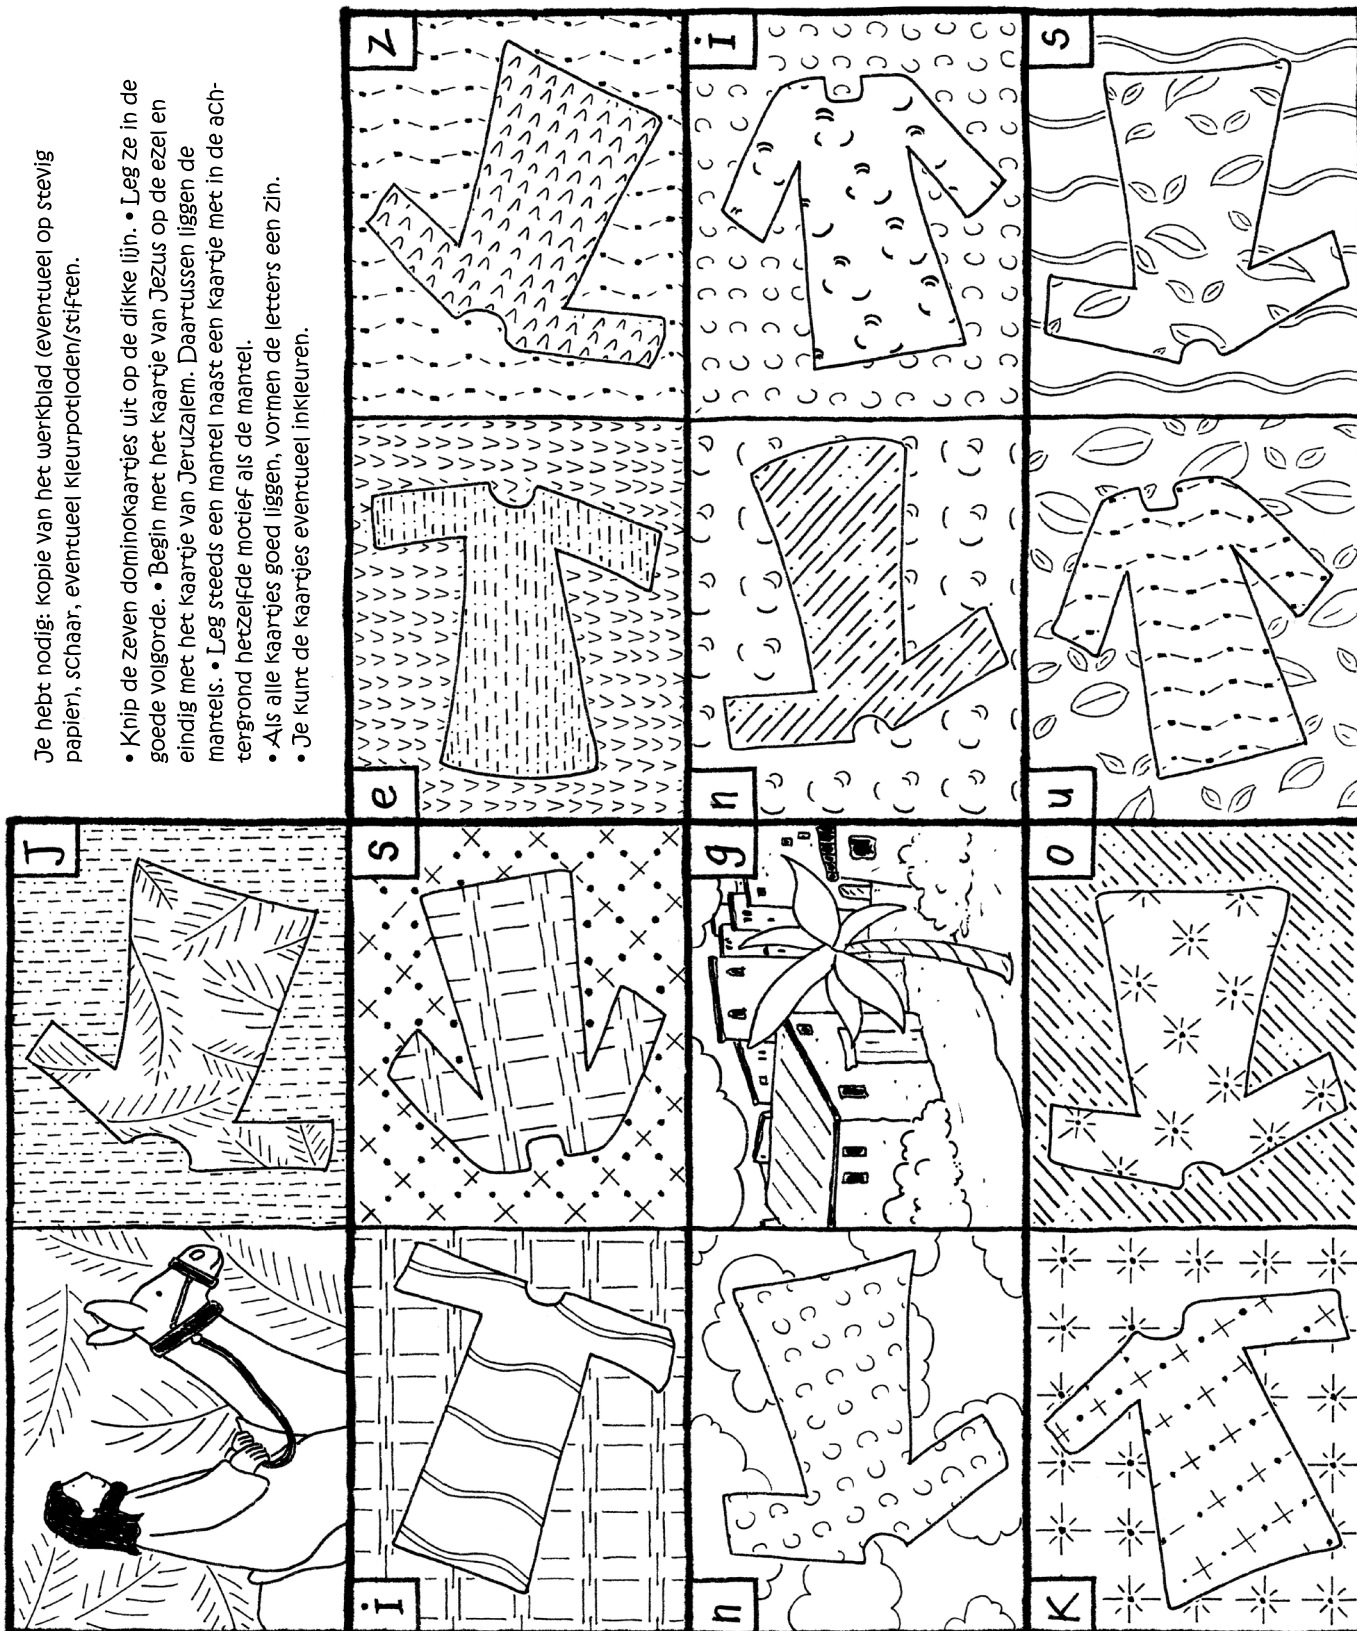 J
Je hebt nodig: kopie van het werkblad (eventueel op stevig
papier), schaar, eventueel kleurpotloden/stiften.
• Knip de zeven dominokaartjes uit op de dikke lijn. • Leg ze in de
goede volgorde. • Begin met het kaartje van Jezus op de ezel en
eindig met het kaartje van Jeruzalem. Daartussen liggen de
mantels. • Leg steeds een mantel naast een kaartje met in de ach-
tergrond hetzelfde motief als de mantel.
• Als alle kaartjes goed liggen, vormen de letters een zin.
• Je kunt de kaartjes eventueel inkleuren.
i s e z
n g n i
K o u s